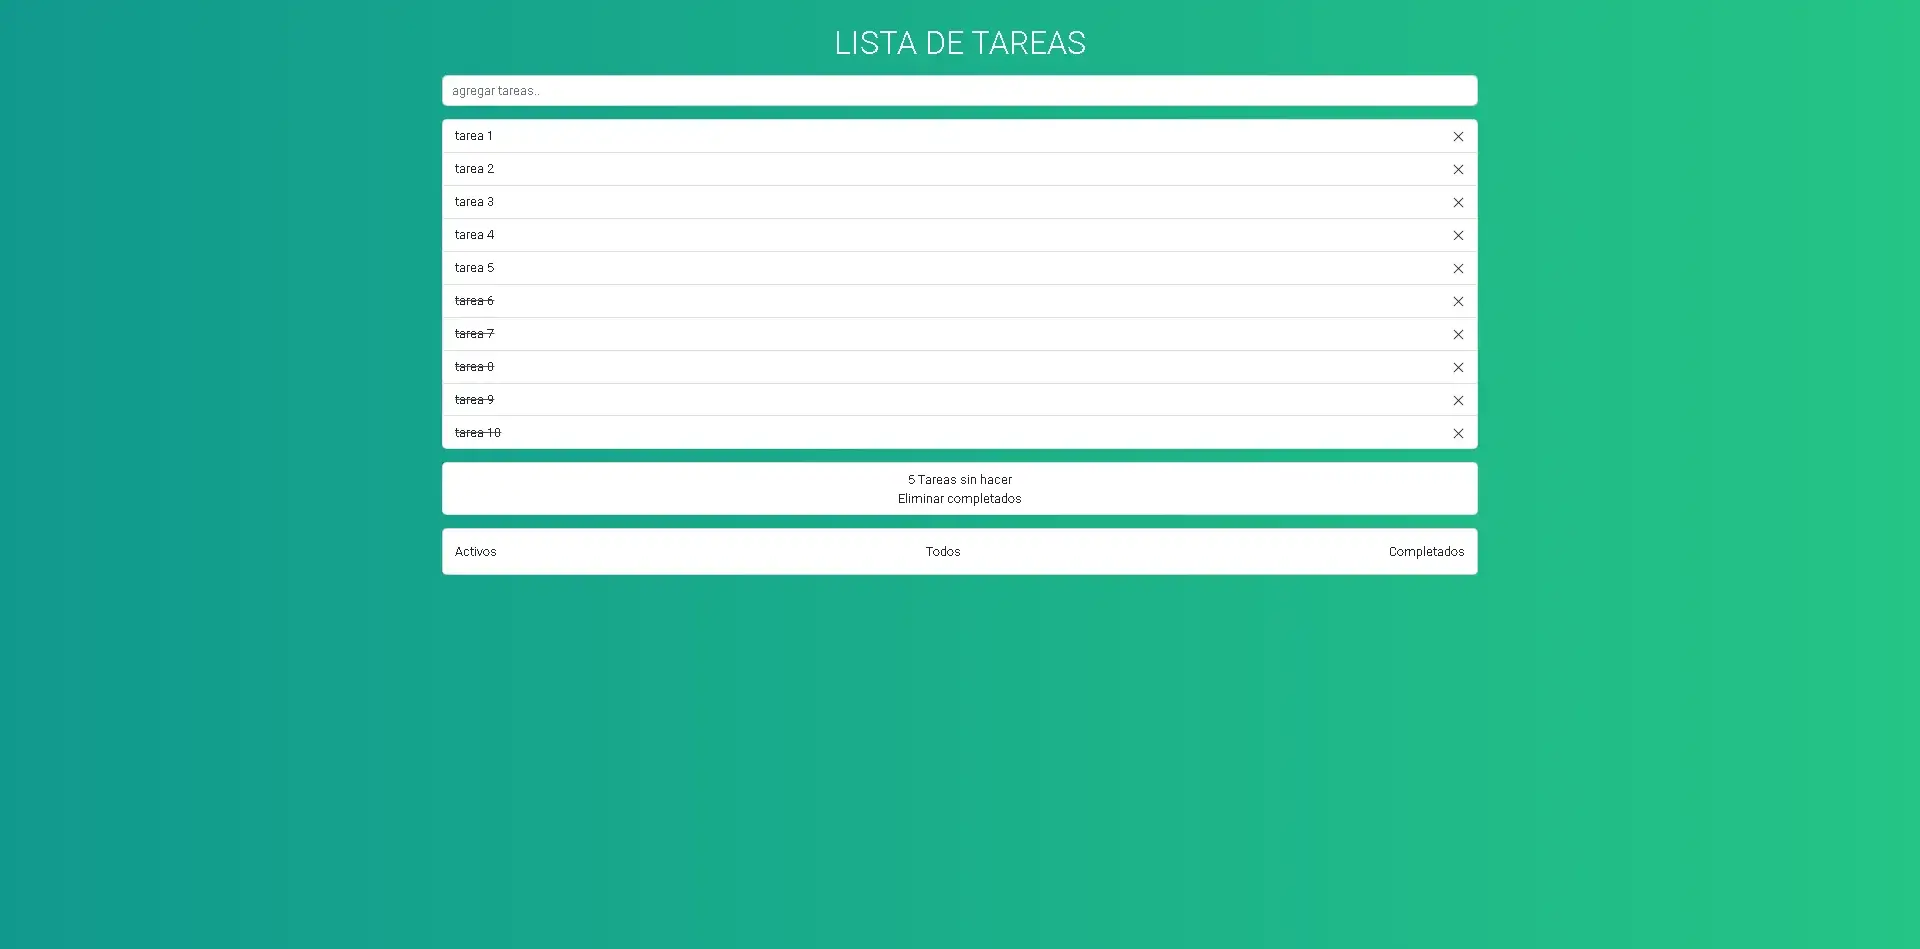 LISTA DE TAREAS
agregar tareas..
tarea 1
tarea 2
tarea 3
tarea 4
tarea 5
tarea 6
tarea 7
tarea 8
tarea 9
tarea 10
5 Tareas sin hacer
Eliminar completados
Activos Todos Completados